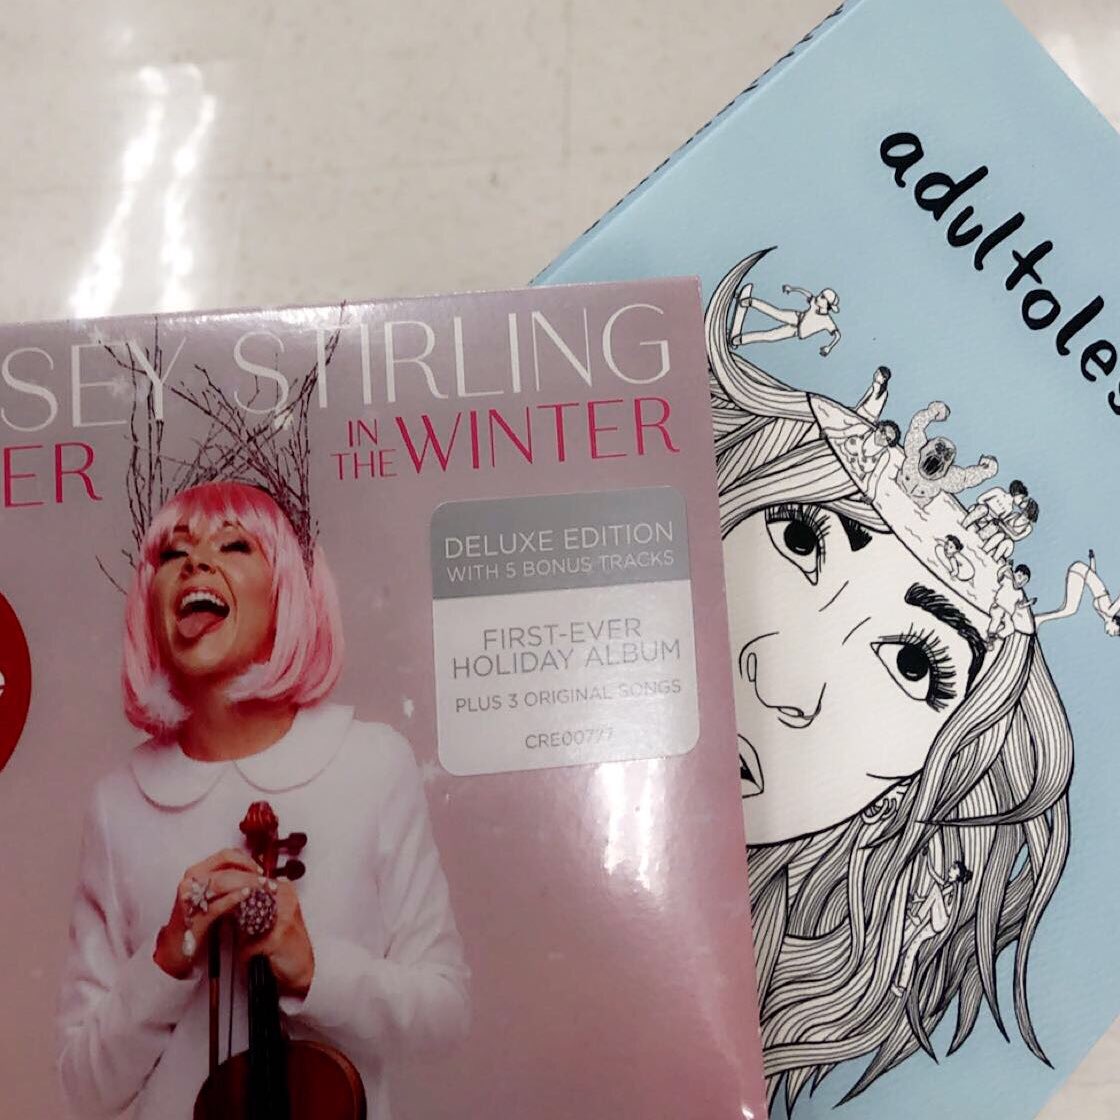 SEY STIRLING
ER IN THE WINTER
DELUXE EDITION
WITH 5 BONUS TRACKS
FIRST-EVER
HOLIDAY ALBUM
PLUS 3 ORIGINAL SONGS
CRE00727
adultoles